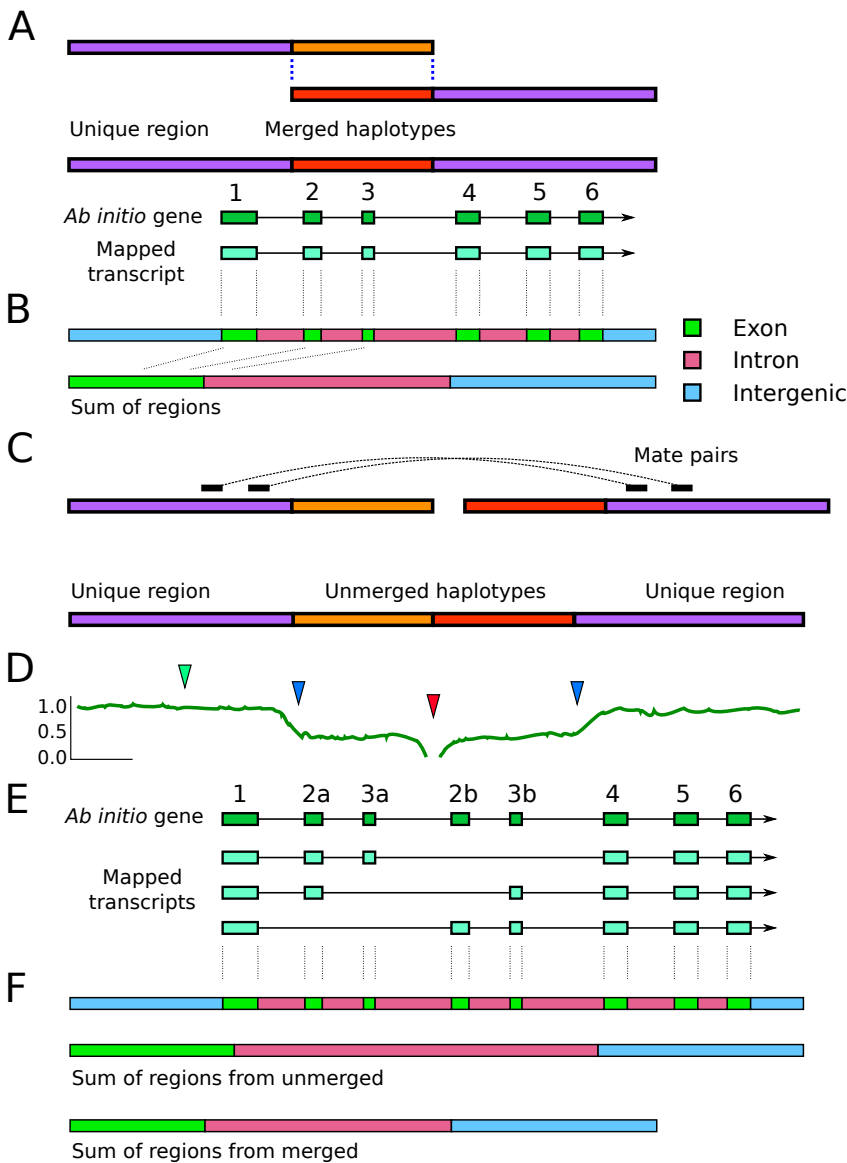 A
Unique region
Merged haplotypes
1 2 3 4 5 6
Ab initio gene
Mapped
transcript
B
Exon
Intron
Intergenic
Sum of regions
C
Mate pairs
Unique region
Unmerged haplotypes
Unique region
D
1.0
0.5
0.0
E
1 2a 3a 2b 3b 4 5 6
Ab initio gene
Mapped
transcripts
F
Sum of regions from unmerged
Sum of regions from merged